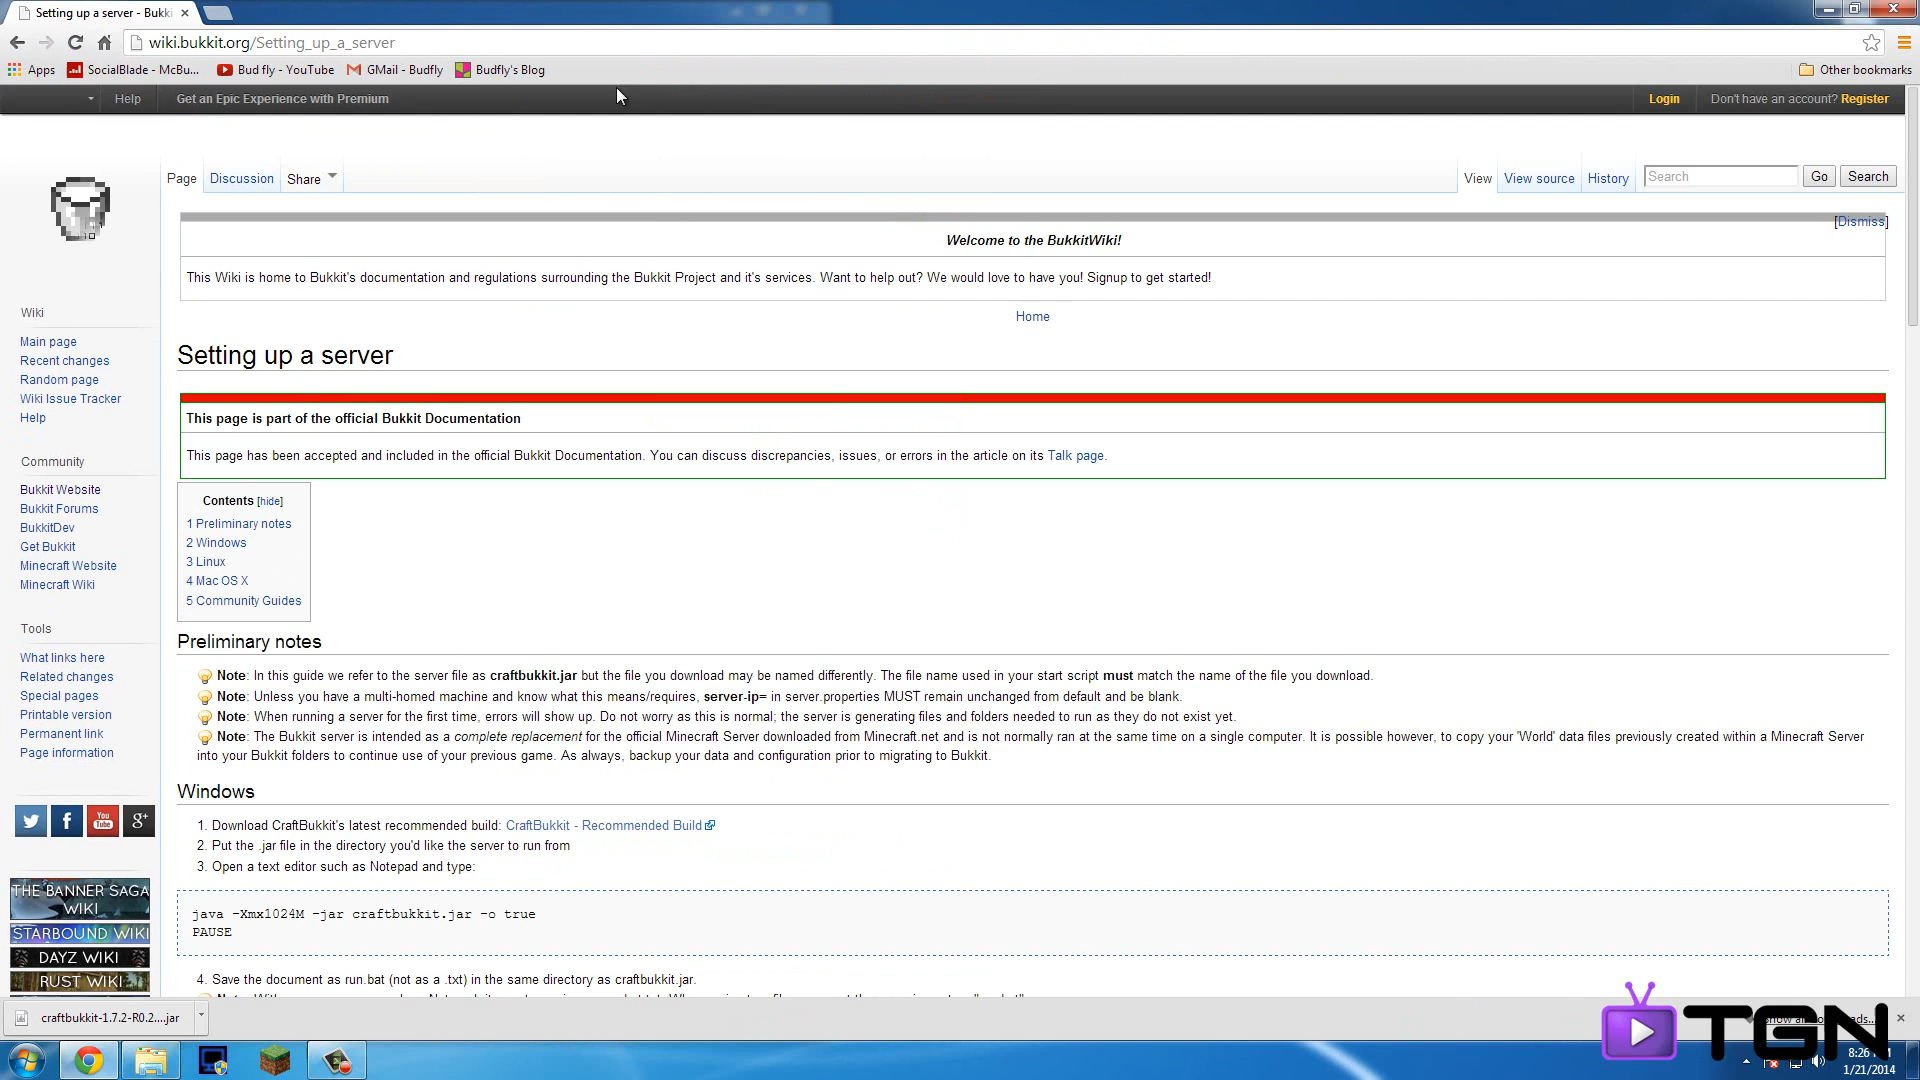 Setting up a server - Bukki
wiki.bukkit.org/Setting_up_a_server
Apps SocialBlade - McBu... Bud fly - YouTube GMail - Budfly Budfly's Blog Other bookmarks
Help Get an Epic Experience with Premium Login Don't have an account? Register
Page Discussion Share View View source History Search Go Search
[Dismiss]
Welcome to the BukkitWiki!
This Wiki is home to Bukkit's documentation and regulations surrounding the Bukkit Project and it's services. Want to help out? We would love to have you! Signup to get started!
Home
Setting up a server
This page is part of the official Bukkit Documentation
This page has been accepted and included in the official Bukkit Documentation. You can discuss discrepancies, issues, or errors in the article on its Talk page.
Contents [hide]
1 Preliminary notes
2 Windows
3 Linux
4 Mac OS X
5 Community Guides
Preliminary notes
Note: In this guide we refer to the server file as craftbukkit.jar but the file you download may be named differently. The file name used in your start script must match the name of the file you download.
Note: Unless you have a multi-homed machine and know what this means/requires, server-ip= in server.properties MUST remain unchanged from default and be blank.
Note: When running a server for the first time, errors will show up. Do not worry as this is normal; the server is generating files and folders needed to run as they do not exist yet.
Note: The Bukkit server is intended as a complete replacement for the official Minecraft Server downloaded from Minecraft.net and is not normally ran at the same time on a single computer. It is possible however, to copy your 'World' data files previously created within a Minecraft Server
into your Bukkit folders to continue use of your previous game. As always, backup your data and configuration prior to migrating to Bukkit.
Windows
1. Download CraftBukkit's latest recommended build: CraftBukkit - Recommended Build
2. Put the .jar file in the directory you'd like the server to run from
3. Open a text editor such as Notepad and type:
java -Xmx1024M -jar craftbukkit.jar -o true
PAUSE
4. Save the document as run.bat (not as a .txt) in the same directory as craftbukkit.jar.
Wiki
Main page
Recent changes
Random page
Wiki Issue Tracker
Help
Community
Bukkit Website
Bukkit Forums
BukkitDev
Get Bukkit
Minecraft Website
Minecraft Wiki
Tools
What links here
Related changes
Special pages
Printable version
Permanent link
Page information
You Tube
g+
THE BANNER SAGA
WIKI
STARBOUND WIKI
DAYZ WIKI
RUST WIKI
craftbukkit-1.7.2-R0.2....jar
TGN
1/21/2014